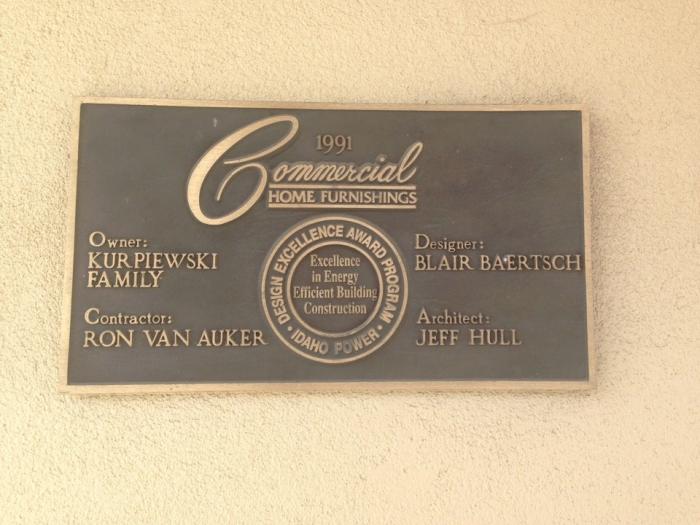 1991
Commercial
HOME FURNISHINGS
Owner:
KURPIEWSKI
FAMILY
Contractor:
RON VAN AUKER
DESIGN EXCELLENCE AWARD PROGRAM
Excellence
in Energy
Efficient Building
Construction
• IDAHO POWER •
Designer:
BLAIR BAERTSCH
Architect:
JEFF HULL